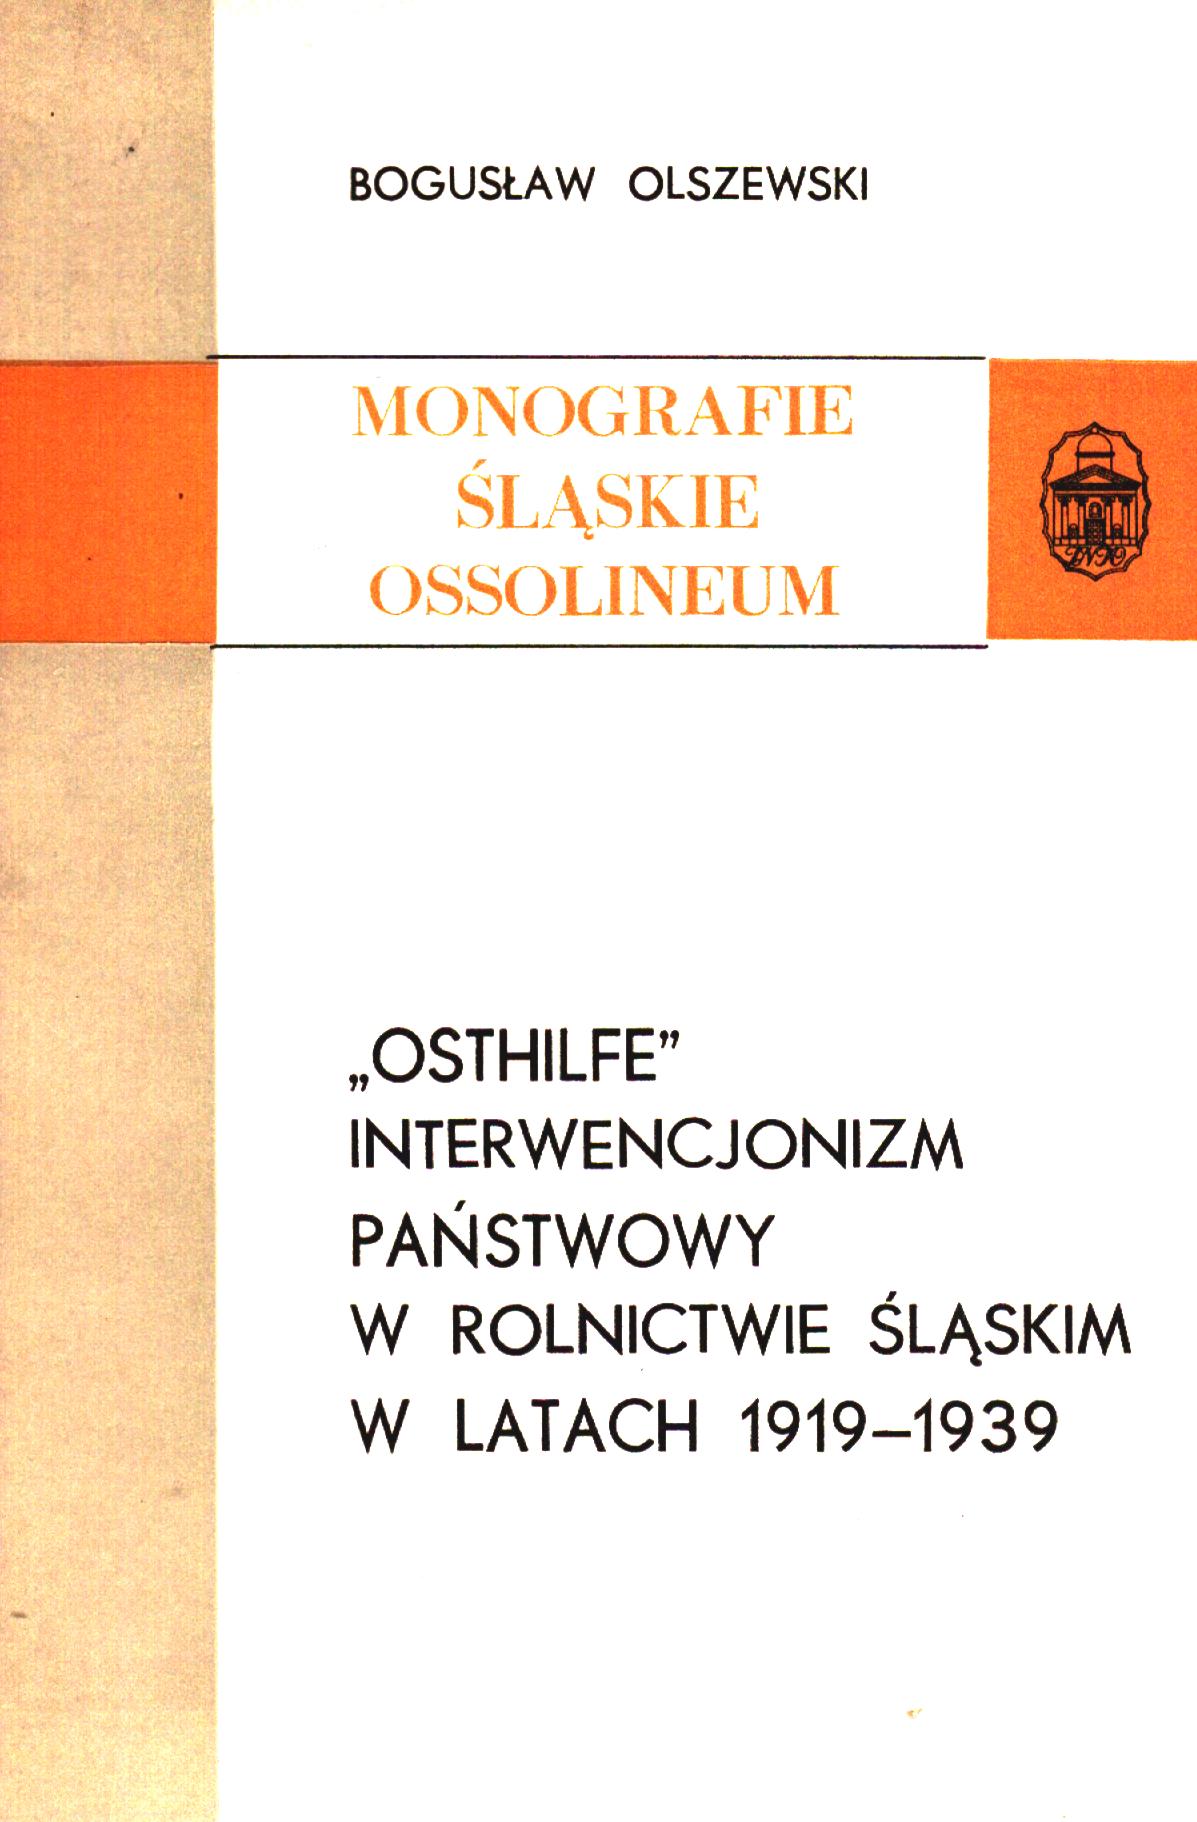 BOGUSŁAW OLSZEWSKI
MONOGRAFIE
ŚLĄSKIE
OSSOLINEUM
„OSTHILFE”
INTERWENCJONIZM
PAŃSTWOWY
W ROLNICTWIE ŚLĄSKIM
W LATACH 1919–1939